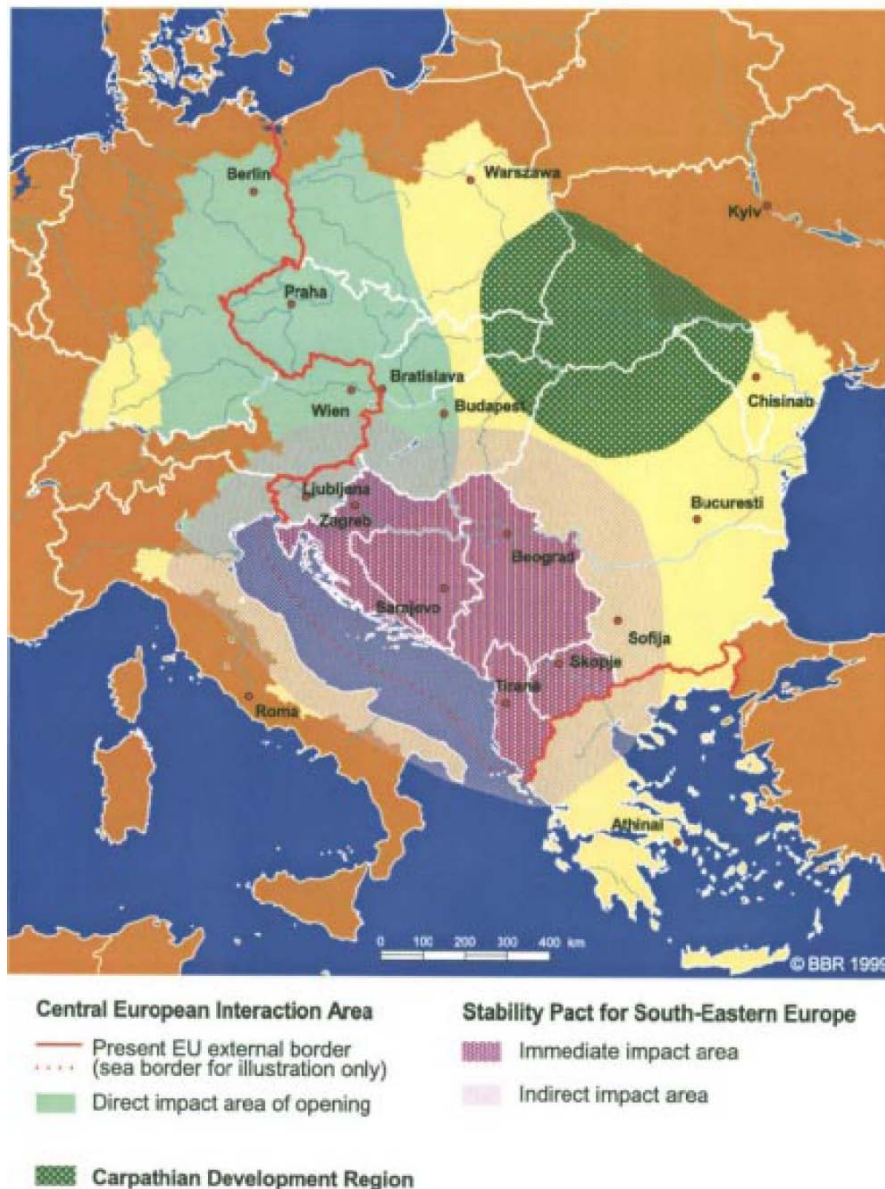 Berlin
Warszawa
Kyiv
Praha
Bratislava
Wien
Budapest
Chisinab
Ljubljena
Zagreb
Bucuresti
Beograd
Sarajevo
Sofija
Skopje
Tiranë
Roma
Athinai
0 100 200 300 400 km
© BBR 1999
Central European Interaction Area
Present EU external border
(sea border for illustration only)
Direct impact area of opening
Carpathian Development Region
Stability Pact for South-Eastern Europe
Immediate impact area
Indirect impact area